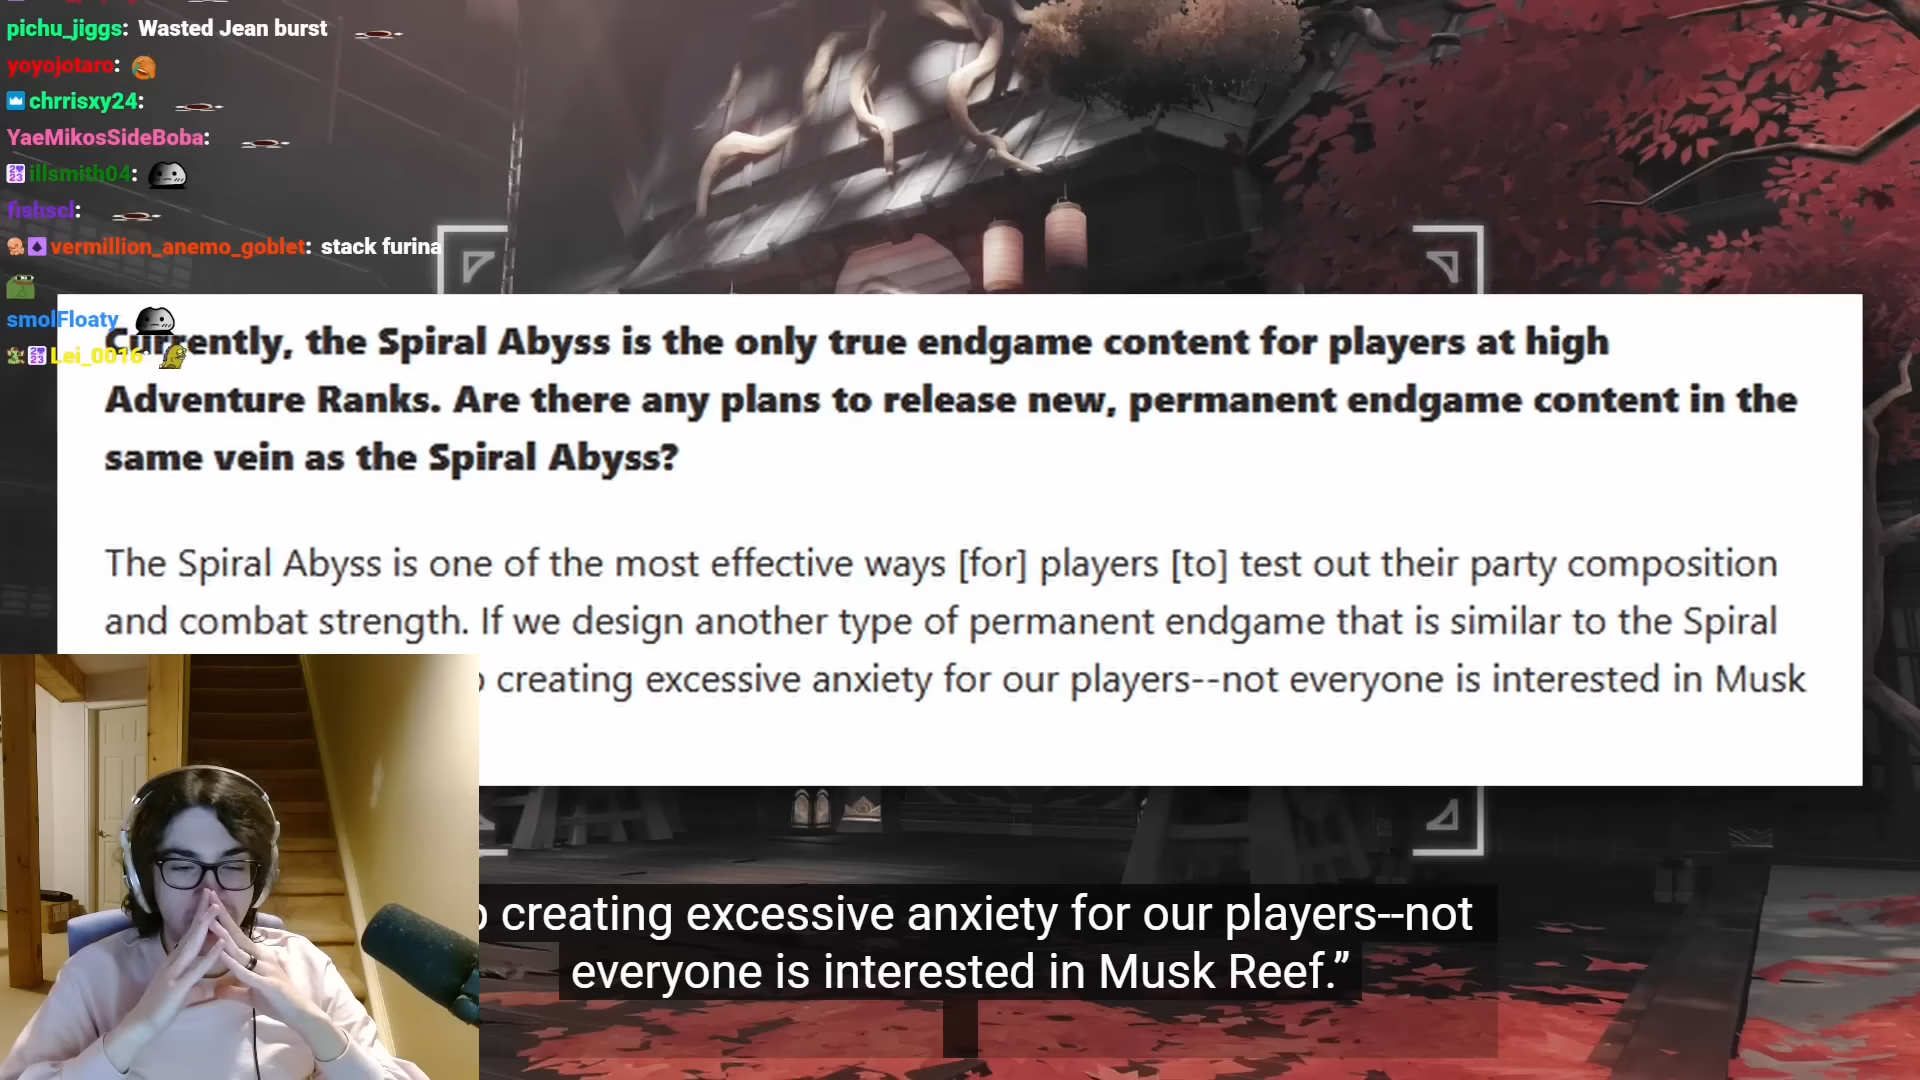 pichu_jiggs: Wasted Jean burst
yoyojotaro:
chrrisxy24:
YaeMikosSideBoba:
illsmith04:
fishscl:
vermillion_anemo_goblet: stack furina
smolFloaty
Lei_0016:
Currently, the Spiral Abyss is the only true endgame content for players at high
Adventure Ranks. Are there any plans to release new, permanent endgame content in the
same vein as the Spiral Abyss?
The Spiral Abyss is one of the most effective ways [for] players [to] test out their party composition
and combat strength. If we design another type of permanent endgame that is similar to the Spiral
creating excessive anxiety for our players--not everyone is interested in Musk
creating excessive anxiety for our players--not
everyone is interested in Musk Reef.”